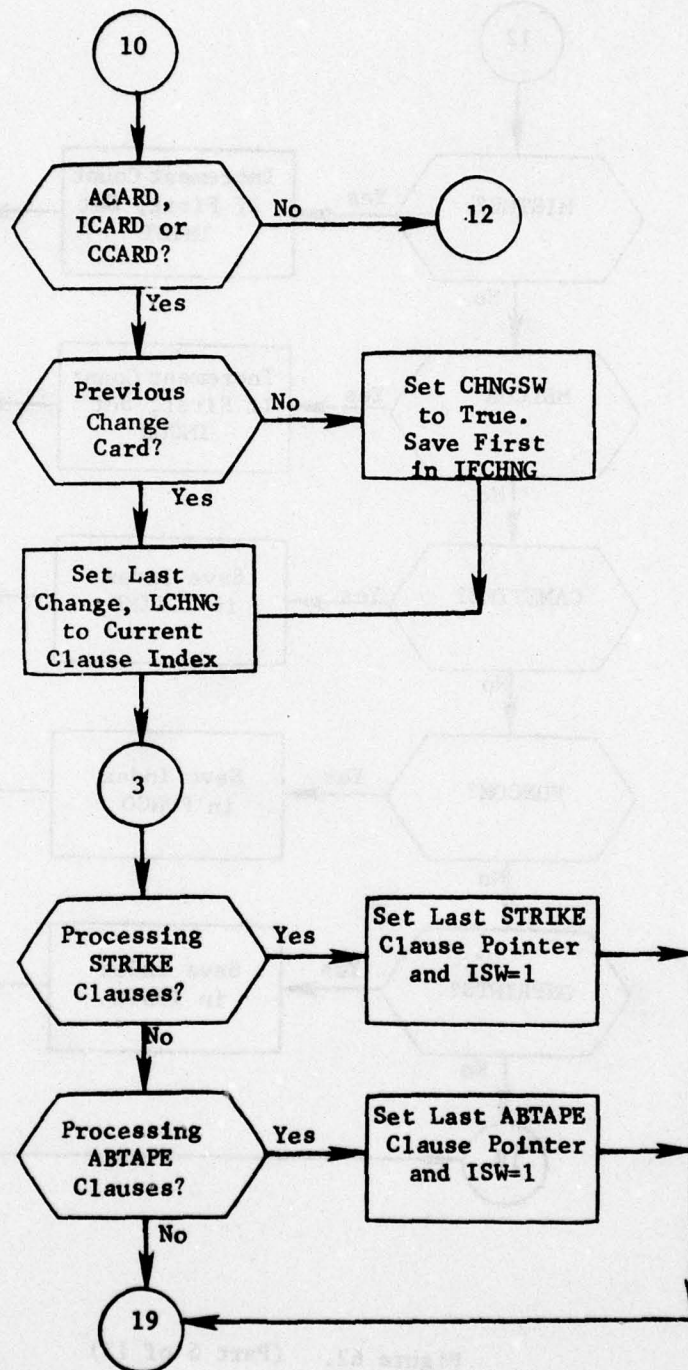 10
ACARD,
ICARD or
CCARD?
No
12
Yes
Previous
Change
Card?
No
Set CHNGSW
to True.
Save First
in IFCHNG
Yes
Set Last
Change, LCHNG
to Current
Clause Index
3
Processing
STRIKE
Clauses?
Yes
Set Last STRIKE
Clause Pointer
and ISW=1
No
Processing
ABTAPE
Clauses?
Yes
Set Last ABTAPE
Clause Pointer
and ISW=1
No
19